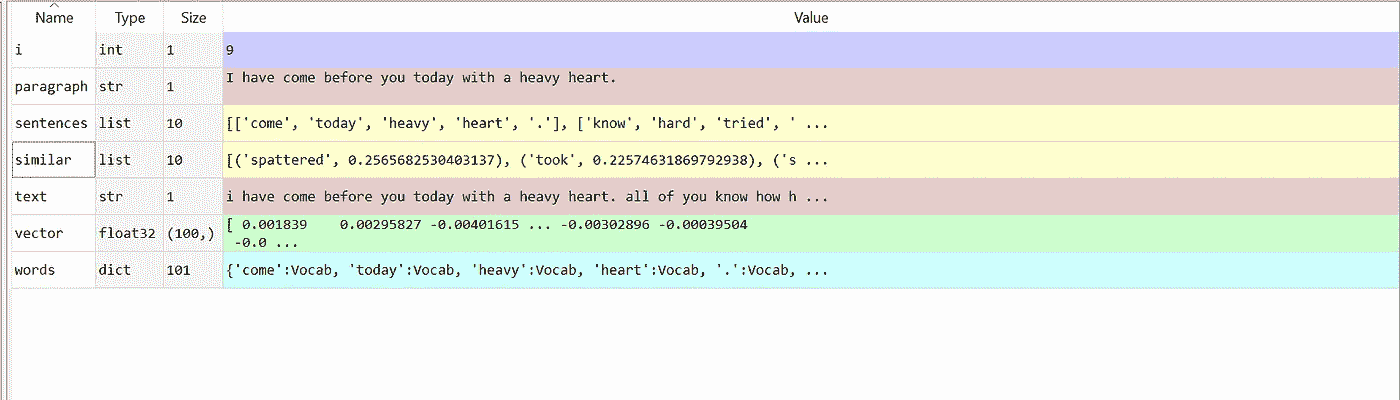 Name Type Size Value
i int 1 9
paragraph str 1 I have come before you today with a heavy heart.
sentences list 10 [['come', 'today', 'heavy', 'heart', '.'], ['know', 'hard', 'tried', ' ...
similar list 10 [('spattered', 0.2565682530403137), ('took', 0.22574631869792938), ('s ...
text str 1 i have come before you today with a heavy heart. all of you know how h ...
vector float32 (100,) [ 0.001839 0.00295827 -0.00401615 ... -0.00302896 -0.00039504
-0.0 ...
words dict 101 {'come':Vocab, 'today':Vocab, 'heavy':Vocab, 'heart':Vocab, '.':Vocab, ...